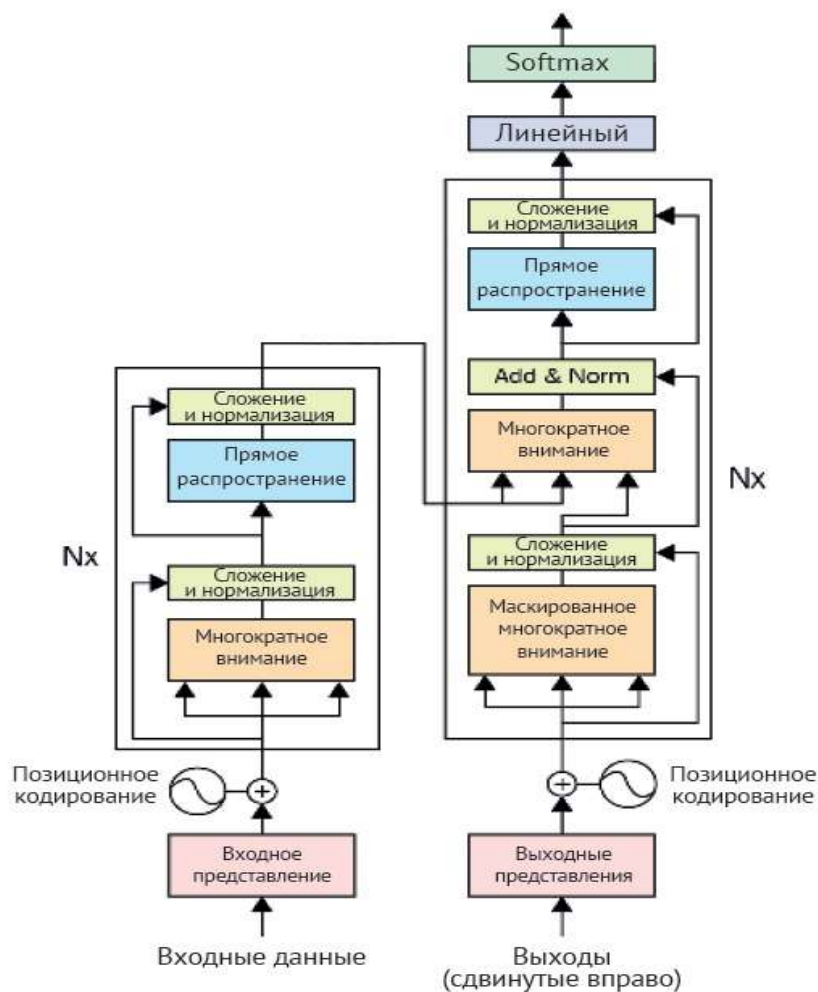 Softmax
Линейный
Сложение
и нормализация
Прямое
распространение
Add & Norm
Многократное
внимание
Nx
Сложение
и нормализация
Маскированное
многократное
внимание
Сложение
и нормализация
Прямое
распространение
Nx
Сложение
и нормализация
Многократное
внимание
Позиционное
кодирование
Позиционное
кодирование
Входное
представление
Выходные
представления
Входные данные
Выходы
(сдвинутые вправо)